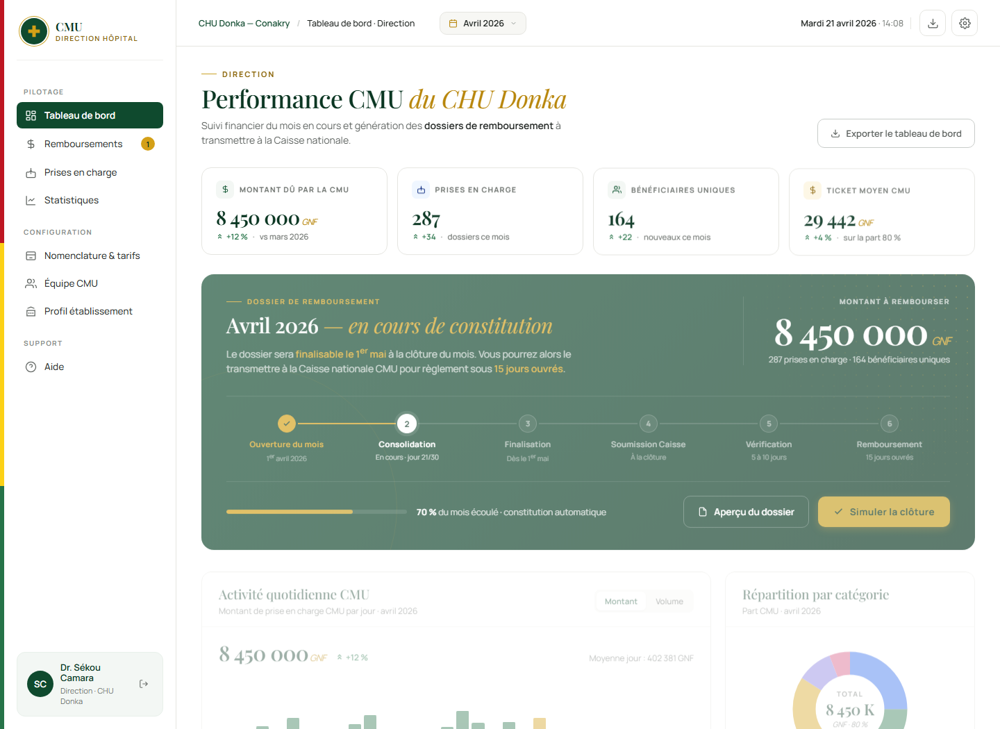 CMU
DIRECTION HÔPITAL
PILOTAGE
Tableau de bord
Remboursements 1
Prises en charge
Statistiques
CONFIGURATION
Nomenclature & tarifs
Équipe CMU
Profil établissement
SUPPORT
Aide
SC
Dr. Sékou
Camara
Direction · CHU
Donka
CHU Donka — Conakry / Tableau de bord · Direction
Avril 2026
Mardi 21 avril 2026 · 14:08
DIRECTION
Performance CMU du CHU Donka
Suivi financier du mois en cours et génération des dossiers de remboursement à
transmettre à la Caisse nationale.
Exporter le tableau de bord
MONTANT DÛ PAR LA CMU
8 450 000 GNF
+12 % · vs mars 2026
PRISES EN CHARGE
287
+34 · dossiers ce mois
BÉNÉFICIAIRES UNIQUES
164
+22 · nouveaux ce mois
TICKET MOYEN CMU
29 442 GNF
+4 % · sur la part 80 %
DOSSIER DE REMBOURSEMENT
Avril 2026 — en cours de constitution
Le dossier sera finalisable le 1er mai à la clôture du mois. Vous pourrez alors le
transmettre à la Caisse nationale CMU pour règlement sous 15 jours ouvrés.
MONTANT À REMBOURSER
8 450 000 GNF
287 prises en charge · 164 bénéficiaires uniques
2 3 4 5 6
Ouverture du mois Consolidation Finalisation Soumission Caisse Vérification Remboursement
1er avril 2026 En cours · jour 21/30 Dès le 1er mai À la clôture 5 à 10 jours 15 jours ouvrés
70 % du mois écoulé · constitution automatique
Aperçu du dossier
Simuler la clôture
Activité quotidienne CMU
Montant de prise en charge CMU par jour · avril 2026
Montant Volume
8 450 000 GNF +12 %
Moyenne jour : 402 381 GNF
Répartition par catégorie
Part CMU · avril 2026
TOTAL
8 450 K
GNF · 80 %